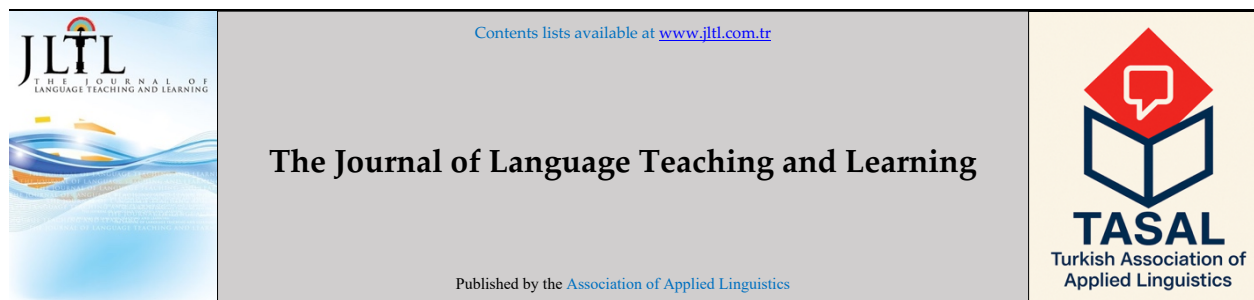 JLTL
THE JOURNAL OF
LANGUAGE TEACHING AND LEARNING
Contents lists available at www.jltl.com.tr
The Journal of Language Teaching and Learning
Published by the Association of Applied Linguistics
TASAL
Turkish Association of
Applied Linguistics